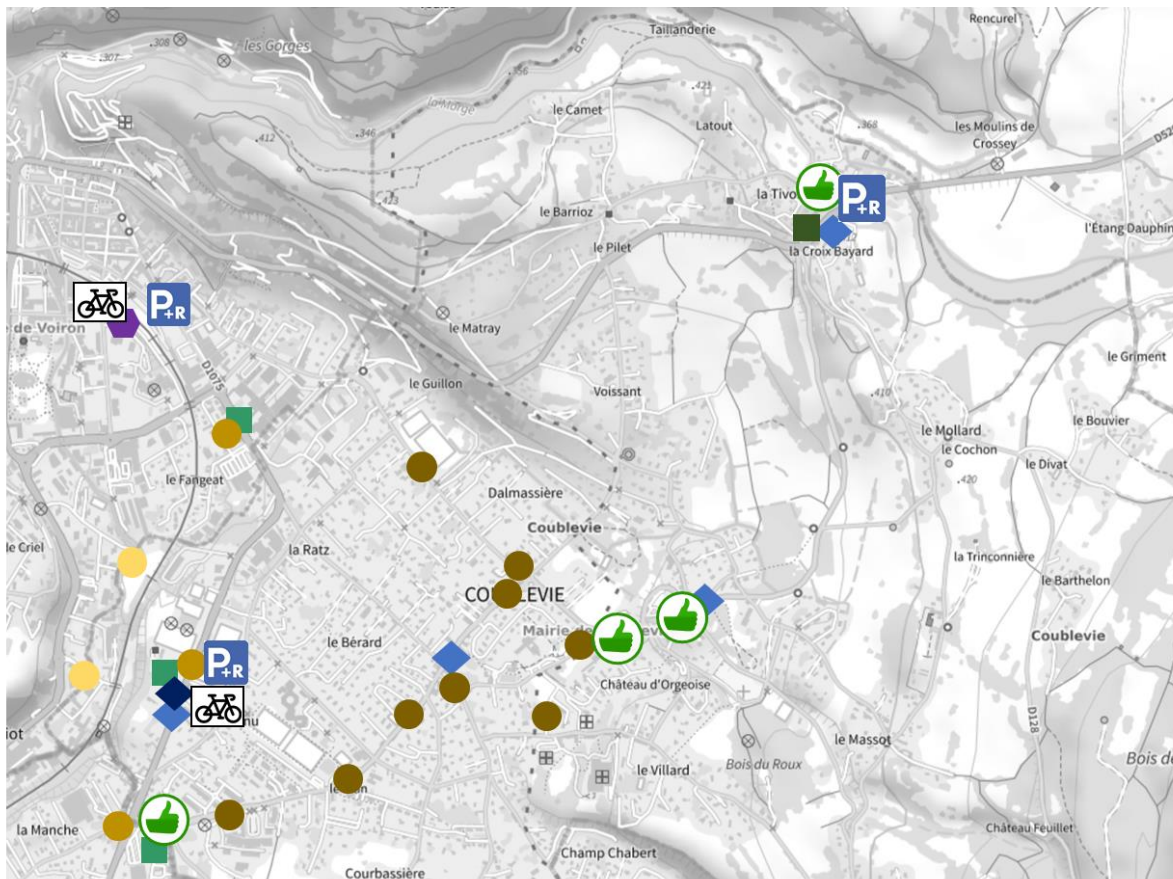 Taillanderie
Rencurel
les Gorges
.308
.307
.356
la Morge
.421
le Camet
les Moulins de
Crossey
Latout
.368
.346
.412
D52
la Tivo
P+R
.423
le Barrioz
l'Étang Dauphin
le Pilet
la Croix Bayard
P+R
e de Voiron
le Matray
le Griment
D1075
le Guillon
Voissant
.410
le Mollard
le Bouvier
le Cochon
le Divat
le Fangeat
.420
Dalmassière
Coublevie
le Criel
la Ratz
la Trinconnière
le Barthelon
COUBLEVIE
Mairie de
Coublevie
le Bérard
P+R
Château d'Orgeoise
D128
le Massot
Bois de
le Villard
Bois du Roux
la Manche
Château Feuillet
Champ Chabert
Courbassière